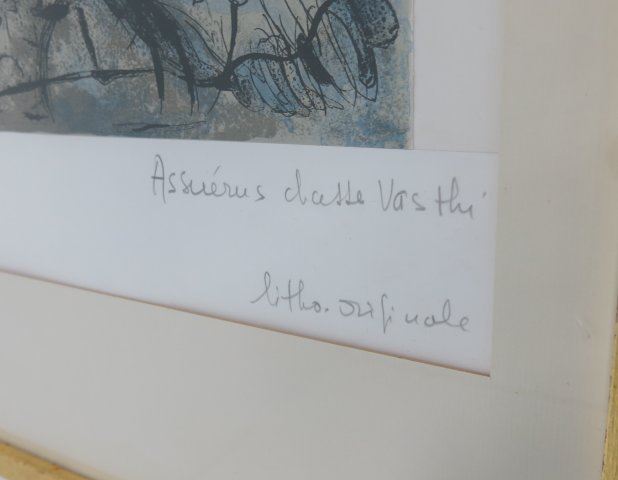 Assuérus chasse Vasthi
litho. originale